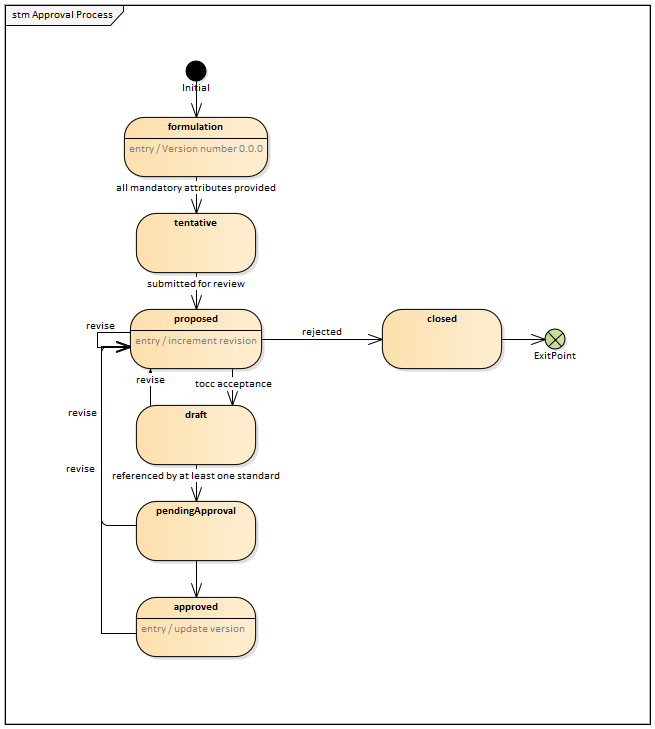 stm Approval Process
Initial
formulation
entry / Version number 0.0.0
all mandatory attributes provided
tentative
submitted for review
proposed
entry / increment revision
closed
revise
rejected
ExitPoint
revise
tocc acceptance
revise
draft
revise
referenced by at least one standard
pendingApproval
approved
entry / update version